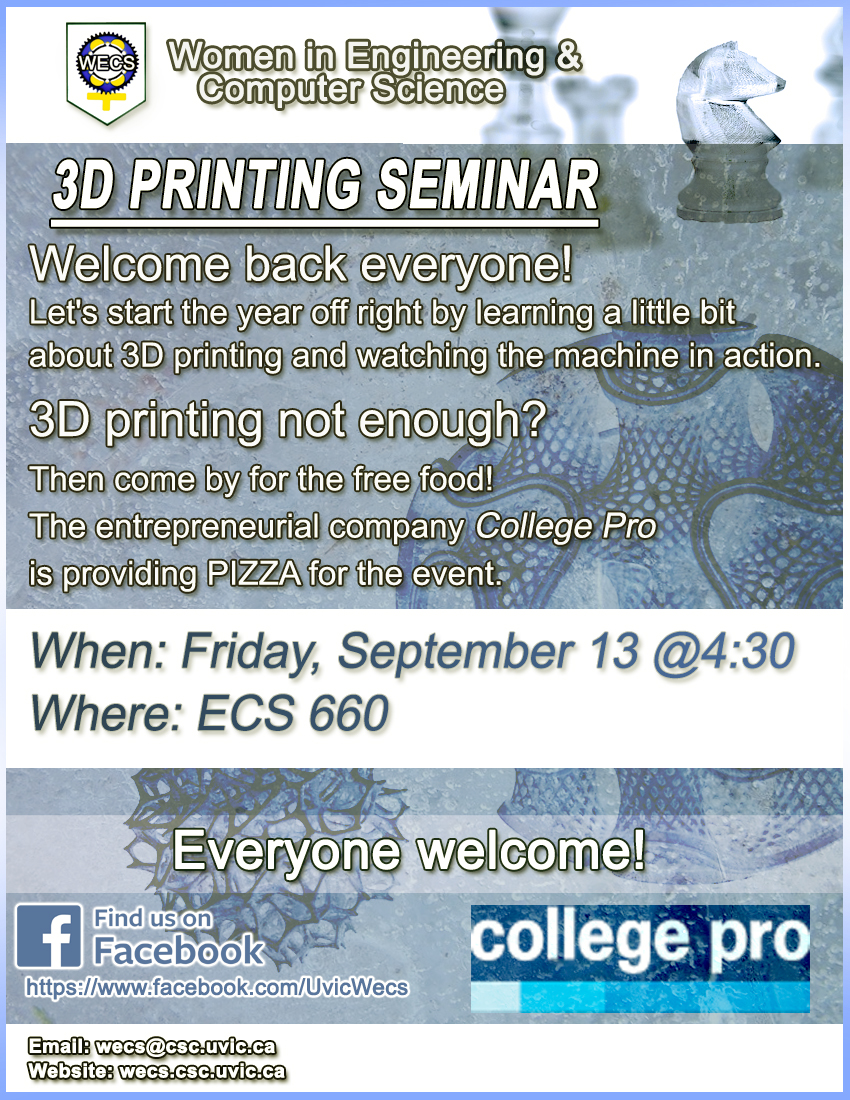 WECS
Women in Engineering &
Computer Science
3D PRINTING SEMINAR
Welcome back everyone!
Let's start the year off right by learning a little bit
about 3D printing and watching the machine in action.
3D printing not enough?
Then come by for the free food!
The entrepreneurial company College Pro
is providing PIZZA for the event.
When: Friday, September 13 @4:30
Where: ECS 660
Everyone welcome!
f Find us on
Facebook
https://www.facebook.com/UvicWecs
college pro
Email: wecs@csc.uvic.ca
Website: wecs.csc.uvic.ca